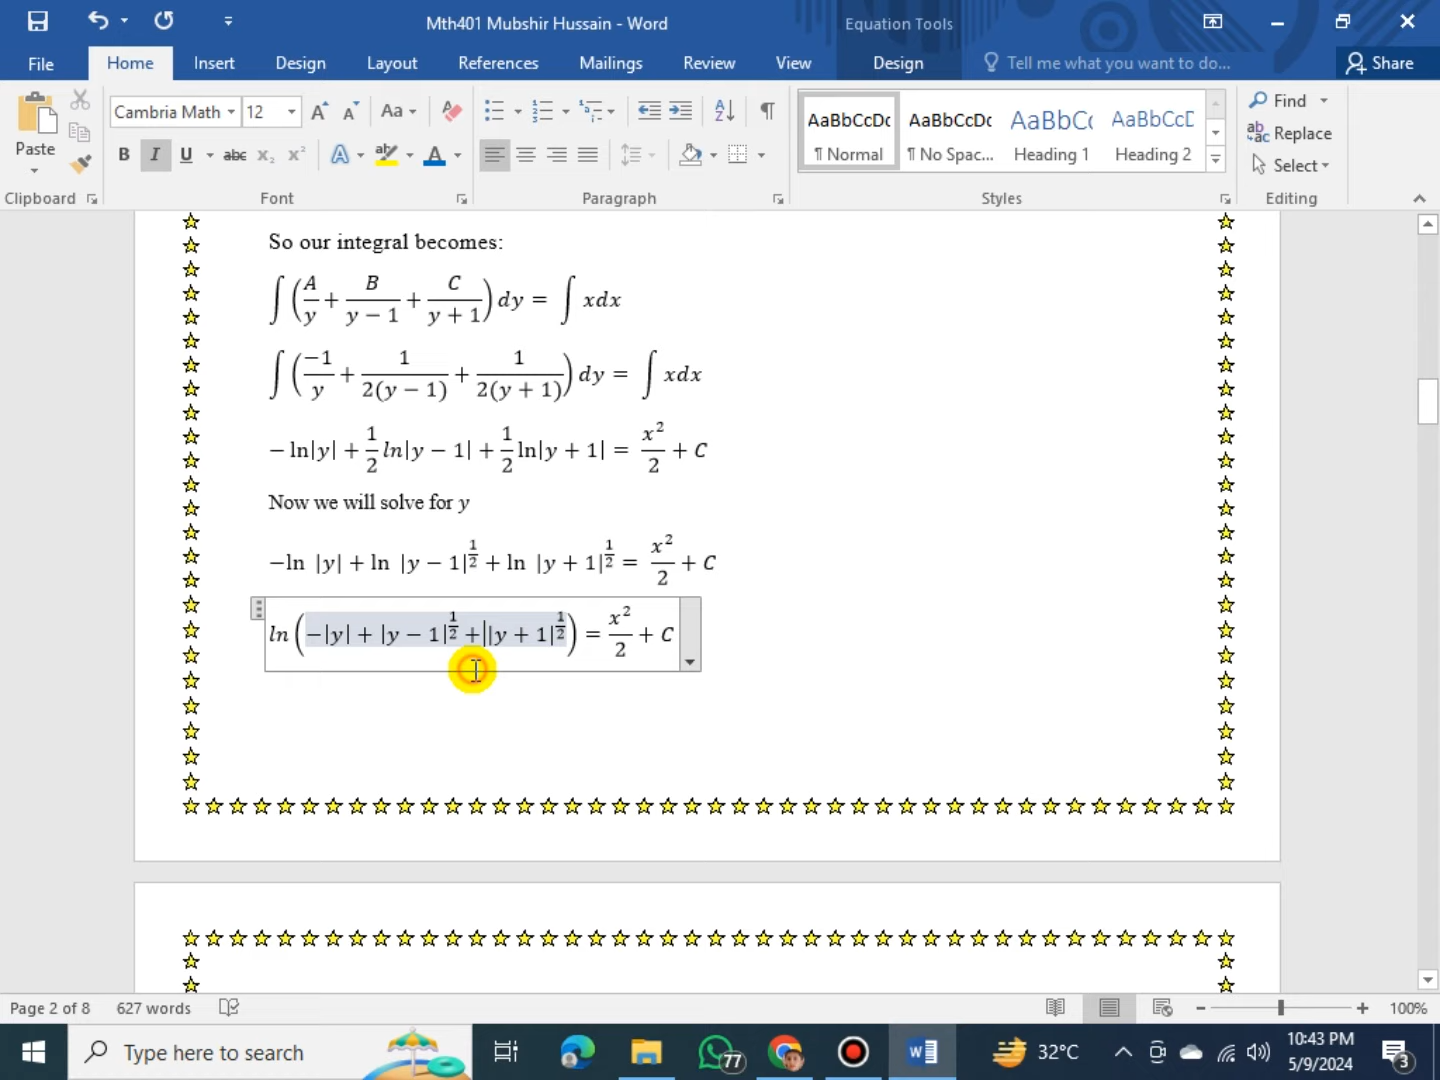 Mth401 Mubshir Hussain - Word
Equation Tools
File Home Insert Design Layout References Mailings Review View Design Tell me what you want to do... Share
Paste
Cambria Math 12
Aa
B I U abc x₂ x²
AaBbCcDc AaBbCcDc AaBbC( AaBbCcD
¶ Normal ¶ No Spac... Heading 1 Heading 2
Find
Replace
Select
Clipboard Font Paragraph Styles Editing
So our integral becomes:
∫ (A/y + B/(y − 1) + C/(y + 1)) dy = ∫ xdx
∫ (−1/y + 1/(2(y − 1)) + 1/(2(y + 1))) dy = ∫ xdx
− ln|y| + 1/2 ln|y − 1| + 1/2 ln|y + 1| = x²/2 + C
Now we will solve for y
−ln |y| + ln |y − 1|^(1/2) + ln |y + 1|^(1/2) = x²/2 + C
ln (−|y| + |y − 1|^(1/2) + |y + 1|^(1/2)) = x²/2 + C
Page 2 of 8 627 words 100%
Type here to search
77
32°C
10:43 PM
5/9/2024
3